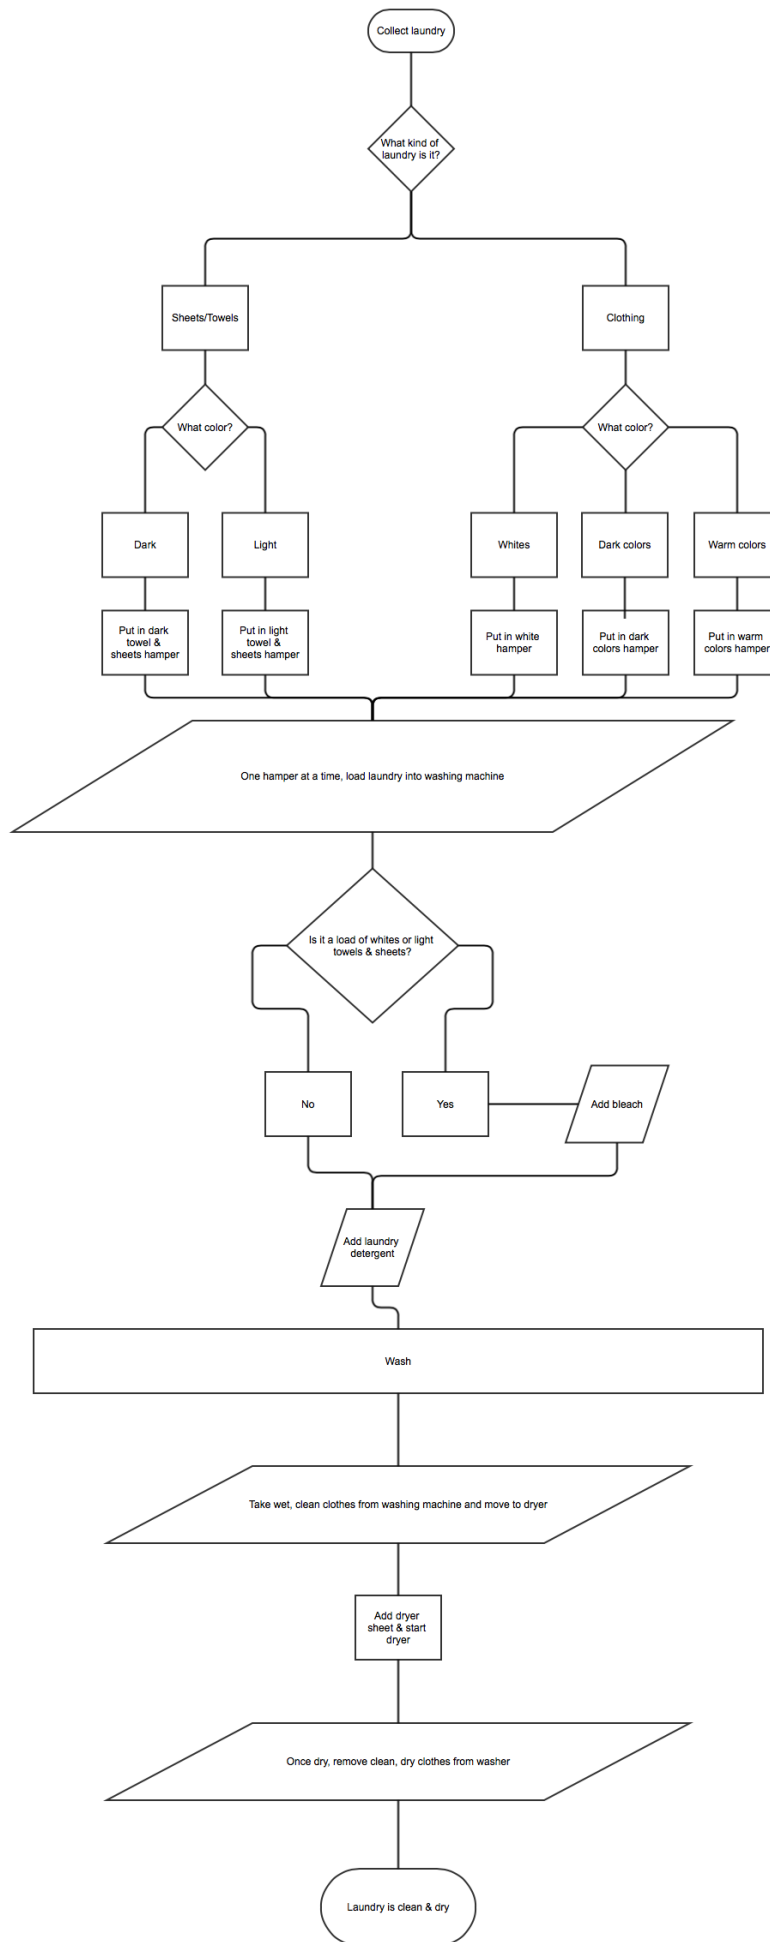 Collect laundry
What kind of
laundry is it?
Sheets/Towels
Clothing
What color?
What color?
Dark
Light
Whites
Dark colors
Warm colors
Put in dark
towel &
sheets hamper
Put in light
towel &
sheets hamper
Put in white
hamper
Put in dark
colors hamper
Put in warm
colors hamper
One hamper at a time, load laundry into washing machine
Is it a load of whites or light
towels & sheets?
No
Yes
Add bleach
Add laundry
detergent
Wash
Take wet, clean clothes from washing machine and move to dryer
Add dryer
sheet & start
dryer
Once dry, remove clean, dry clothes from washer
Laundry is clean & dry